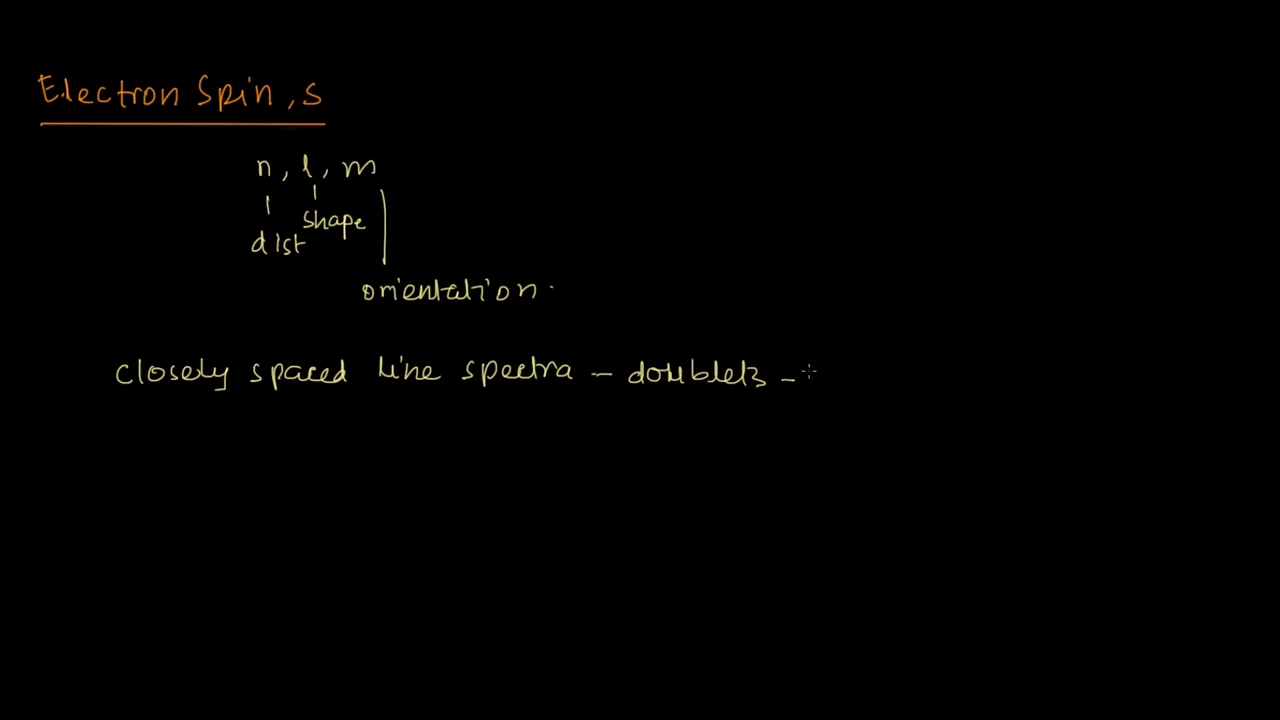 Electron Spin, s
n, l, m
shape
dist
orientation.
closely spaced line spectra - doublets -